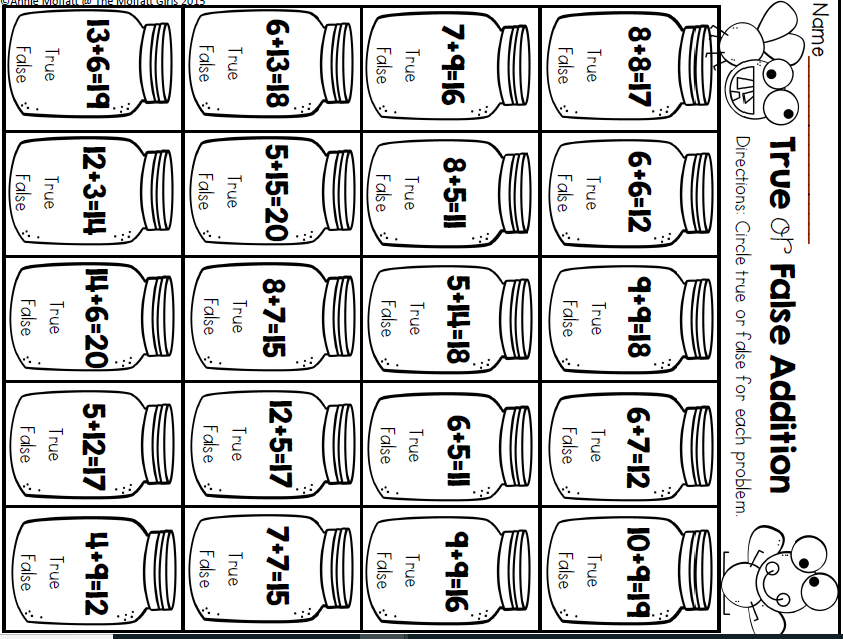 ©Annie Moffatt @ The Moffatt Girls 2015
Name
True or False Addition
Directions: Circle true or false for each problem.
8+8=17
True
False
6+6=12
True
False
9+9=18
True
False
6+7=12
True
False
10+9=19
True
False
7+9=16
True
False
8+5=11
True
False
5+14=18
True
False
6+5=11
True
False
9+9=16
True
False
6+13=18
True
False
5+15=20
True
False
8+7=15
True
False
12+5=17
True
False
7+7=15
True
False
13+6=19
True
False
12+3=14
True
False
14+6=20
True
False
5+12=17
True
False
4+9=12
True
False